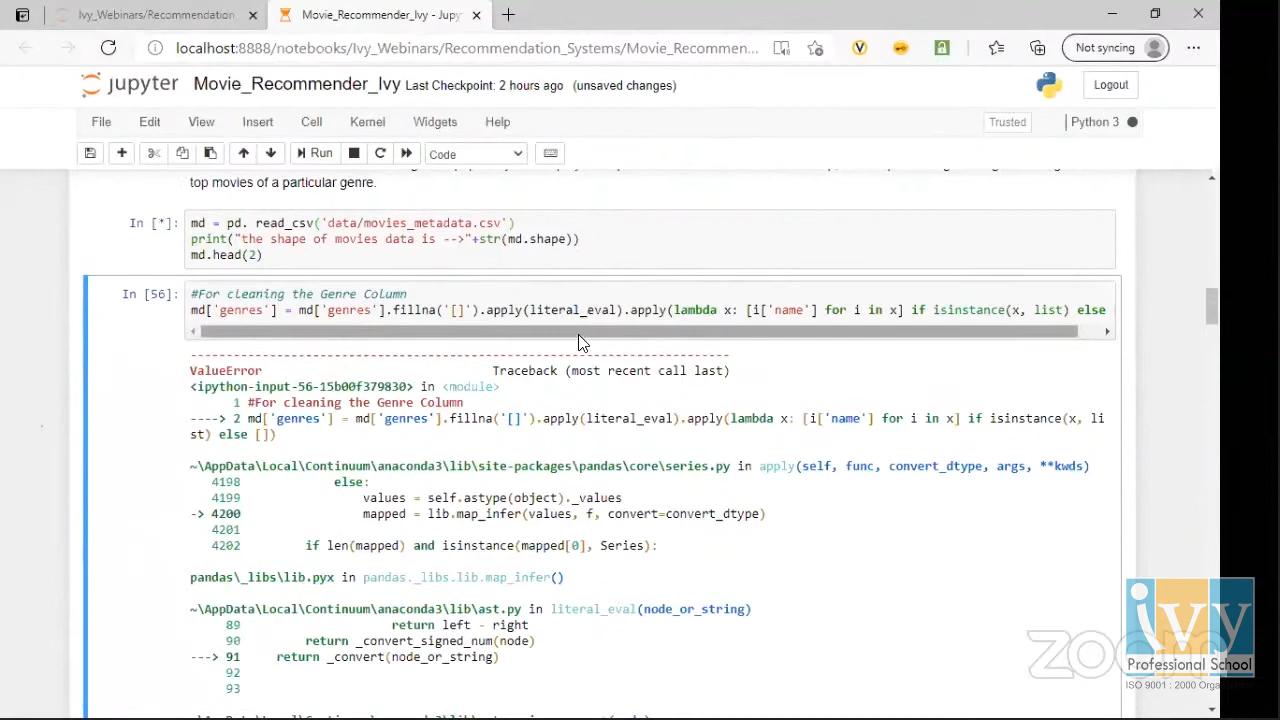 Ivy_Webinars/Recommendation
Movie_Recommender_Ivy - Jupy
localhost:8888/notebooks/Ivy_Webinars/Recommendation_Systems/Movie_Recommen...
Not syncing
jupyter Movie_Recommender_Ivy Last Checkpoint: 2 hours ago (unsaved changes)
Logout
File Edit View Insert Cell Kernel Widgets Help
Trusted
Python 3
Run
Code
top movies of a particular genre.
In [*]: md = pd. read_csv('data/movies_metadata.csv')
print("the shape of movies data is -->"+str(md.shape))
md.head(2)
In [56]: #For cleaning the Genre Column
md['genres'] = md['genres'].fillna('[]').apply(literal_eval).apply(lambda x: [i['name'] for i in x] if isinstance(x, list) else
---------------------------------------------------------------------------
ValueError Traceback (most recent call last)
<ipython-input-56-15b00f379830> in <module>
1 #For cleaning the Genre Column
----> 2 md['genres'] = md['genres'].fillna('[]').apply(literal_eval).apply(lambda x: [i['name'] for i in x] if isinstance(x, li
st) else [])
~\AppData\Local\Continuum\anaconda3\lib\site-packages\pandas\core\series.py in apply(self, func, convert_dtype, args, **kwds)
4198 else:
4199 values = self.astype(object)._values
-> 4200 mapped = lib.map_infer(values, f, convert=convert_dtype)
4201
4202 if len(mapped) and isinstance(mapped[0], Series):
pandas\_libs\lib.pyx in pandas._libs.lib.map_infer()
~\AppData\Local\Continuum\anaconda3\lib\ast.py in literal_eval(node_or_string)
89 return left - right
90 return _convert_signed_num(node)
---> 91 return _convert(node_or_string)
92
93
zoom
ivy
Professional School
ISO 9001 : 2000